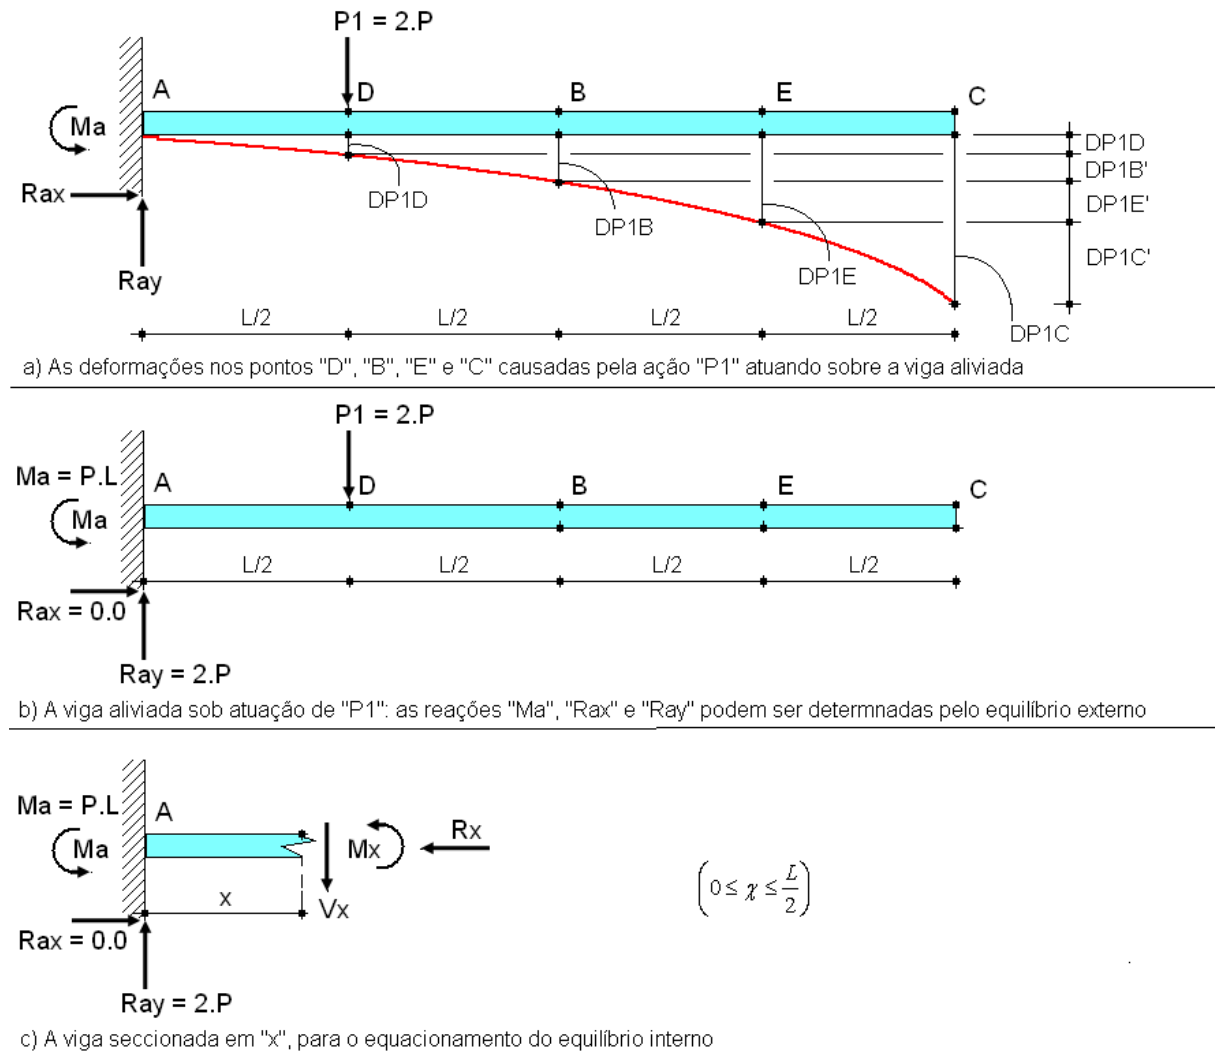 P1 = 2.P
A
D
B
E
C
Ma
DP1D
DP1B'
DP1E'
DP1C'
Rax
DP1D
DP1B
DP1E
DP1C
Ray
L/2 L/2 L/2 L/2
a) As deformações nos pontos "D", "B", "E" e "C" causadas pela ação "P1" atuando sobre a viga aliviada
P1 = 2.P
Ma = P.L
A
D
B
E
C
Ma
L/2 L/2 L/2 L/2
Rax = 0.0
Ray = 2.P
b) A viga aliviada sob atuação de "P1": as reações "Ma", "Rax" e "Ray" podem ser determnadas pelo equilíbrio externo
Ma = P.L
A
Ma
Mx
Rx
x
Vx
(0 ≤ χ ≤ L/2)
Rax = 0.0
Ray = 2.P
c) A viga seccionada em "x", para o equacionamento do equilíbrio interno